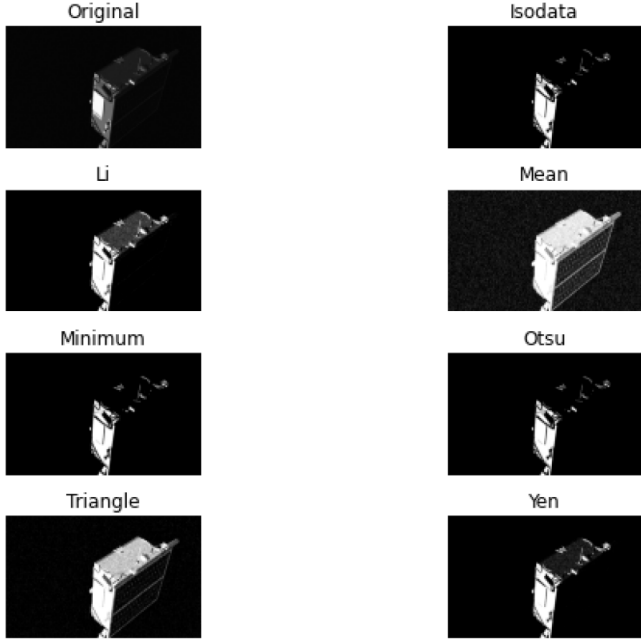 Original
Isodata
Li
Mean
Minimum
Otsu
Triangle
Yen